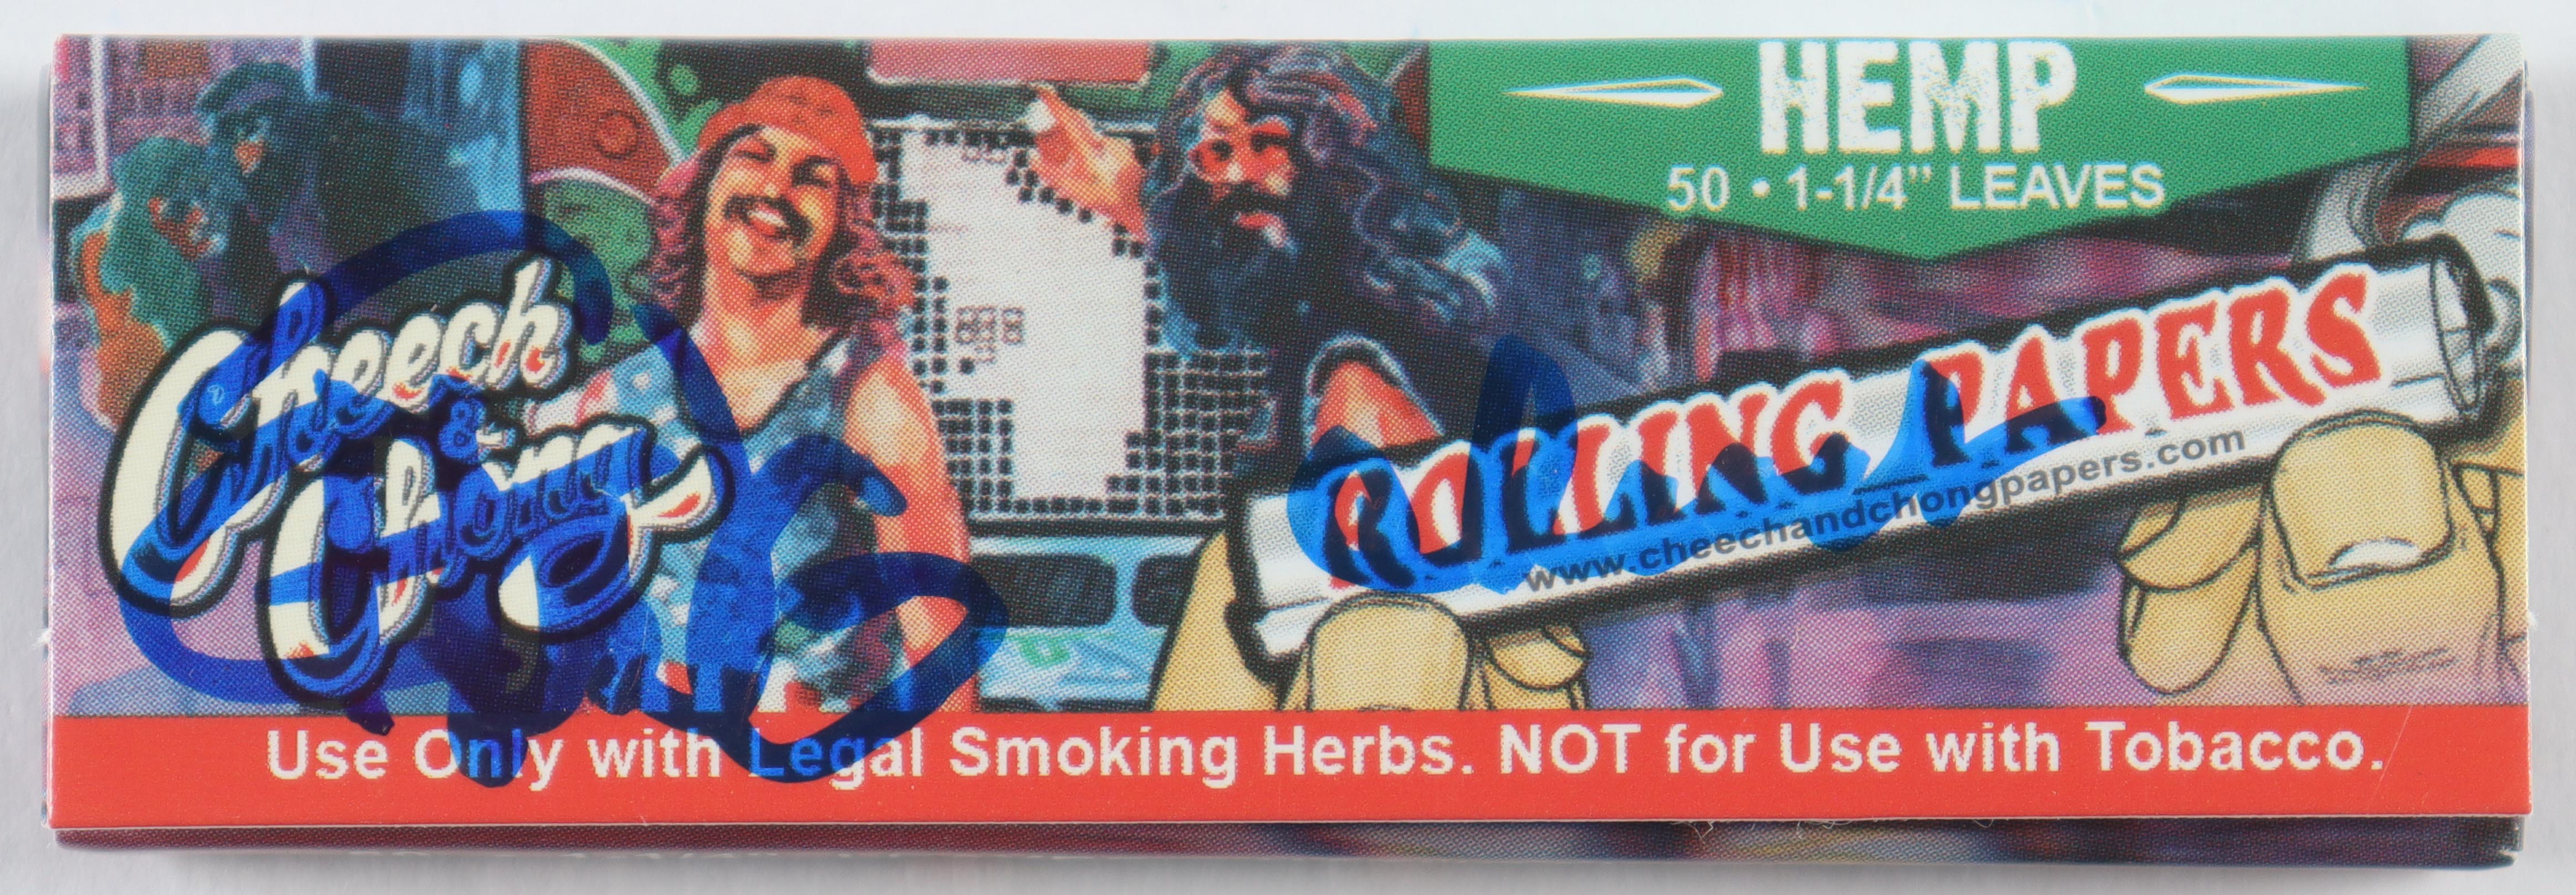 HEMP
50 • 1-1/4" LEAVES
Cheech
&
Chong
ROLLING PAPERS
www.cheechandchongpapers.com
Use Only with Legal Smoking Herbs. NOT for Use with Tobacco.